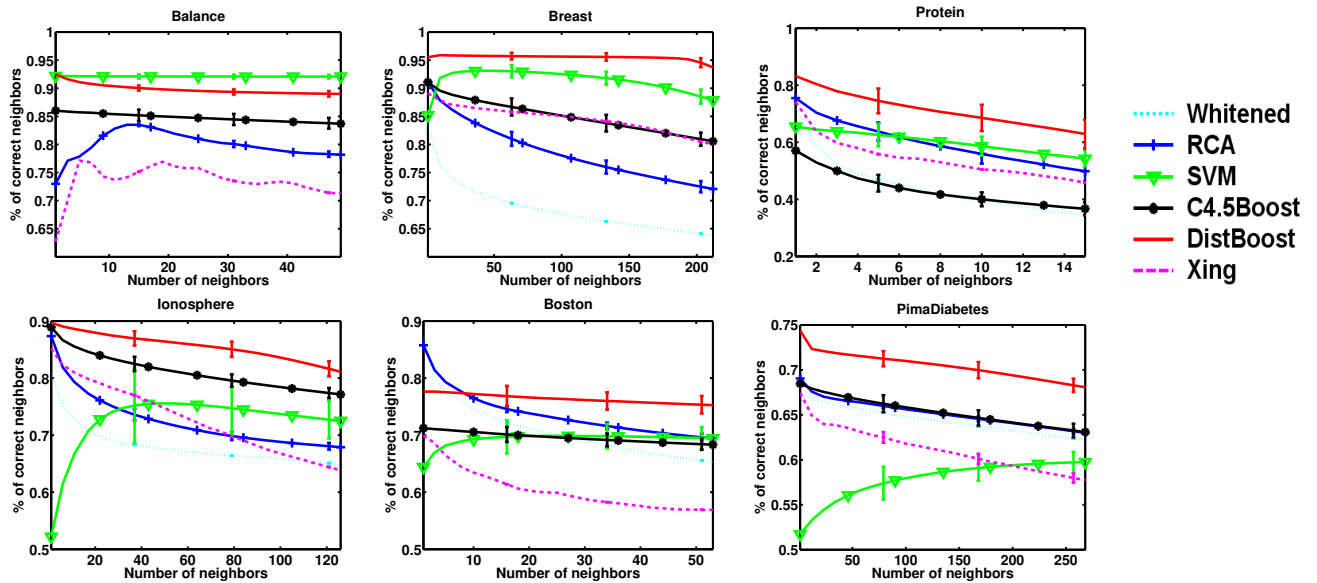 Balance
% of correct neighbors
1
0.95
0.9
0.85
0.8
0.75
0.7
0.65
10
20
30
40
Number of neighbors
Breast
% of correct neighbors
1
0.95
0.9
0.85
0.8
0.75
0.7
0.65
50
100
150
200
Number of neighbors
Protein
% of correct neighbors
1
0.8
0.6
0.4
0.2
2
4
6
8
10
12
14
Number of neighbors
Whitened
RCA
SVM
C4.5Boost
DistBoost
Xing
Ionosphere
% of correct neighbors
0.9
0.8
0.7
0.6
0.5
20
40
60
80
100
120
Number of neighbors
Boston
% of correct neighbors
0.9
0.8
0.7
0.6
0.5
10
20
30
40
50
Number of neighbors
PimaDiabetes
% of correct neighbors
0.75
0.7
0.65
0.6
0.55
0.5
50
100
150
200
250
Number of neighbors